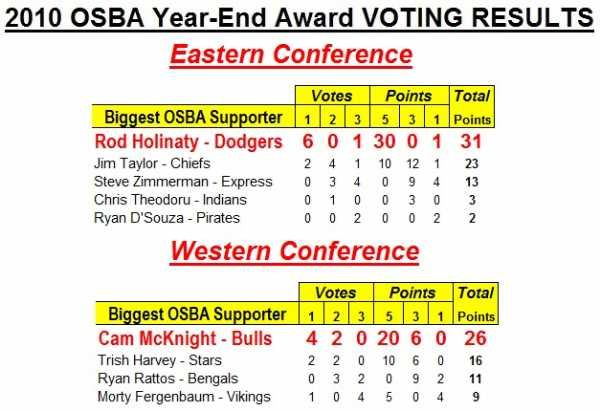 2010 OSBA Year-End Award VOTING RESULTS
Eastern Conference
Votes Points Total
Biggest OSBA Supporter 1 2 3 5 3 1 Points
Rod Holinaty - Dodgers 6 0 1 30 0 1 31
Jim Taylor - Chiefs 2 4 1 10 12 1 23
Steve Zimmerman - Express 0 3 4 0 9 4 13
Chris Theodoru - Indians 0 1 0 0 3 0 3
Ryan D'Souza - Pirates 0 0 2 0 0 2 2
Western Conference
Votes Points Total
Biggest OSBA Supporter 1 2 3 5 3 1 Points
Cam McKnight - Bulls 4 2 0 20 6 0 26
Trish Harvey - Stars 2 2 0 10 6 0 16
Ryan Rattos - Bengals 0 3 2 0 9 2 11
Morty Fergenbaum - Vikings 1 0 4 5 0 4 9